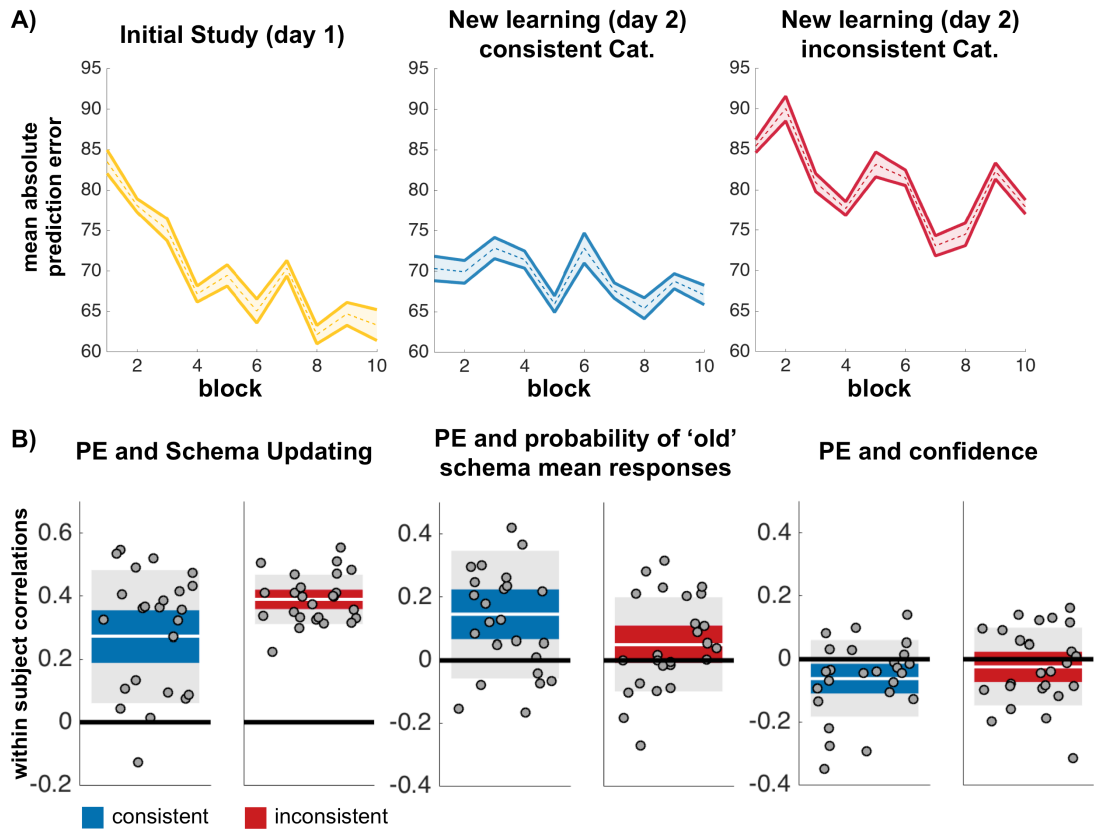 A)
Initial Study (day 1)
New learning (day 2)
consistent Cat.
New learning (day 2)
inconsistent Cat.
mean absolute
prediction error
95
90
85
80
75
70
65
60
2 4 6 8 10
block
95
90
85
80
75
70
65
60
2 4 6 8 10
block
95
90
85
80
75
70
65
60
2 4 6 8 10
block
B)
PE and Schema Updating
PE and probability of ‘old’
schema mean responses
PE and confidence
within subject correlations
0.6
0.4
0.2
0
-0.2
0.4
0.2
0
-0.2
-0.4
0.4
0.2
0
-0.2
-0.4
consistent
inconsistent